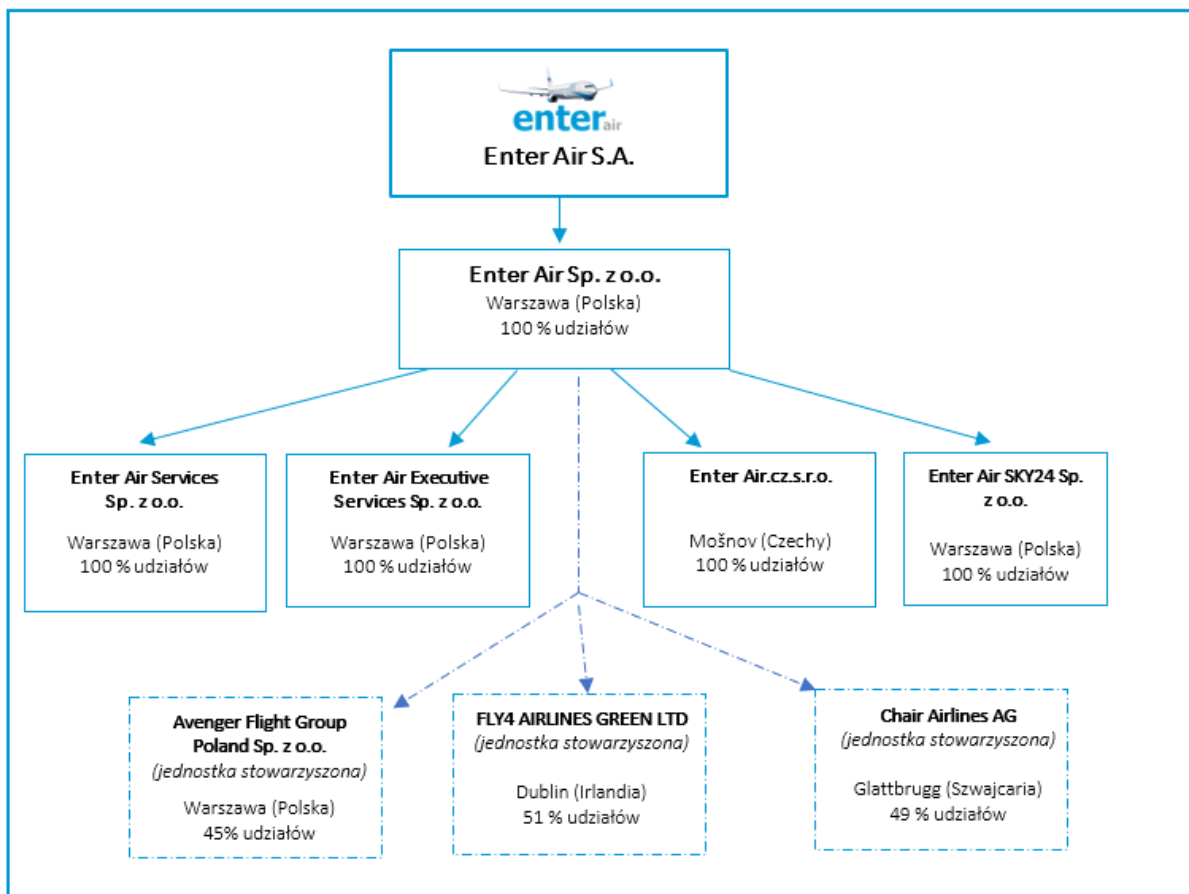 enter air
Enter Air S.A.
Enter Air Sp. z o.o.
Warszawa (Polska)
100 % udziałów
Enter Air Services
Sp. z o.o.
Warszawa (Polska)
100 % udziałów
Enter Air Executive
Services Sp. z o.o.
Warszawa (Polska)
100 % udziałów
Enter Air.cz.s.r.o.
Mošnov (Czechy)
100 % udziałów
Enter Air SKY24 Sp.
z o.o.
Warszawa (Polska)
100 % udziałów
Avenger Flight Group
Poland Sp. z o.o.
(jednostka stowarzyszona)
Warszawa (Polska)
45% udziałów
FLY4 AIRLINES GREEN LTD
(jednostka stowarzyszona)
Dublin (Irlandia)
51 % udziałów
Chair Airlines AG
(jednostka stowarzyszona)
Glattbrugg (Szwajcaria)
49 % udziałów